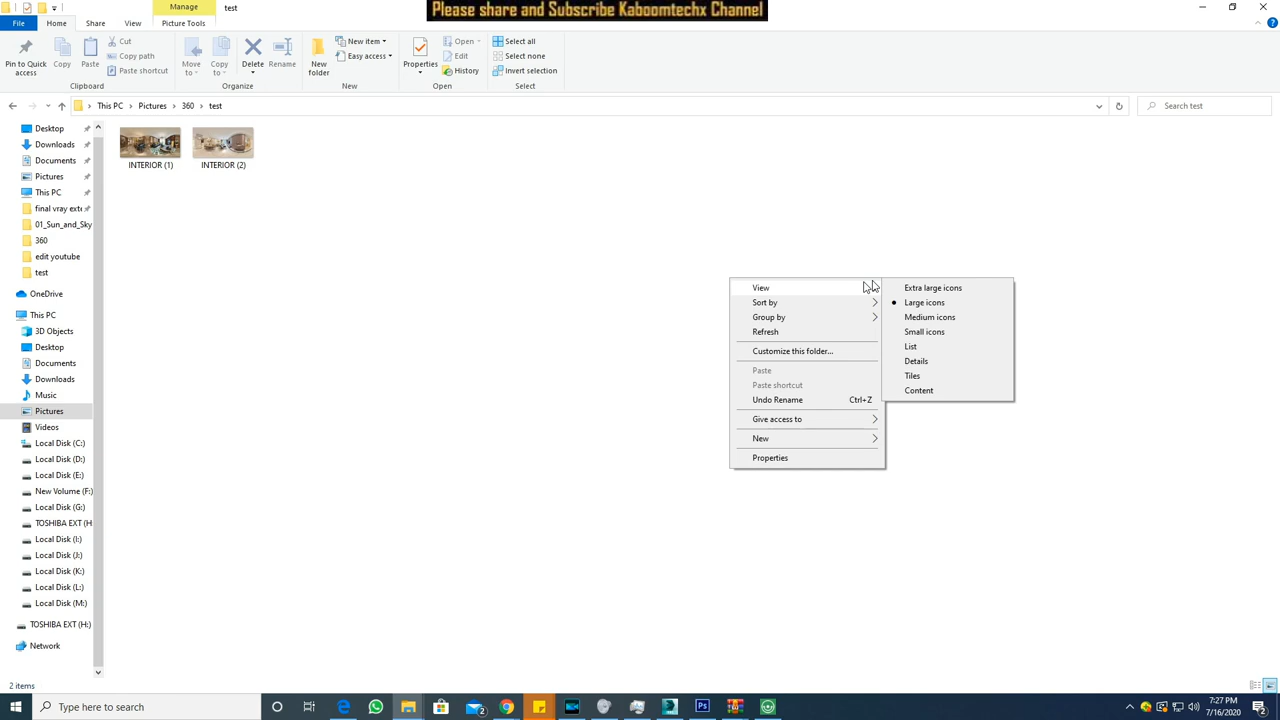 Manage
test
Please share and Subscribe Kaboomtechx Channel
File
Home
Share
View
Picture Tools
Pin to Quick access
Copy
Paste
Cut
Copy path
Paste shortcut
Clipboard
Move to
Copy to
Delete
Rename
Organize
New folder
New item
Easy access
New
Properties
Open
Edit
History
Open
Select all
Select none
Invert selection
Select
This PC
Pictures
360
test
Search test
Desktop
Downloads
Documents
Pictures
This PC
final vray exte
01_Sun_and_Sky
360
edit youtube
test
OneDrive
This PC
3D Objects
Desktop
Documents
Downloads
Music
Pictures
Videos
Local Disk (C:)
Local Disk (D:)
Local Disk (E:)
New Volume (F:)
Local Disk (G:)
TOSHIBA EXT (H
Local Disk (I:)
Local Disk (J:)
Local Disk (K:)
Local Disk (L:)
Local Disk (M:)
TOSHIBA EXT (H:)
Network
INTERIOR (1)
INTERIOR (2)
View
Sort by
Group by
Refresh
Customize this folder...
Paste
Paste shortcut
Undo Rename Ctrl+Z
Give access to
New
Properties
Extra large icons
Large icons
Medium icons
Small icons
List
Details
Tiles
Content
2 items
Type here to search
2
7:27 PM
7/16/2020
2